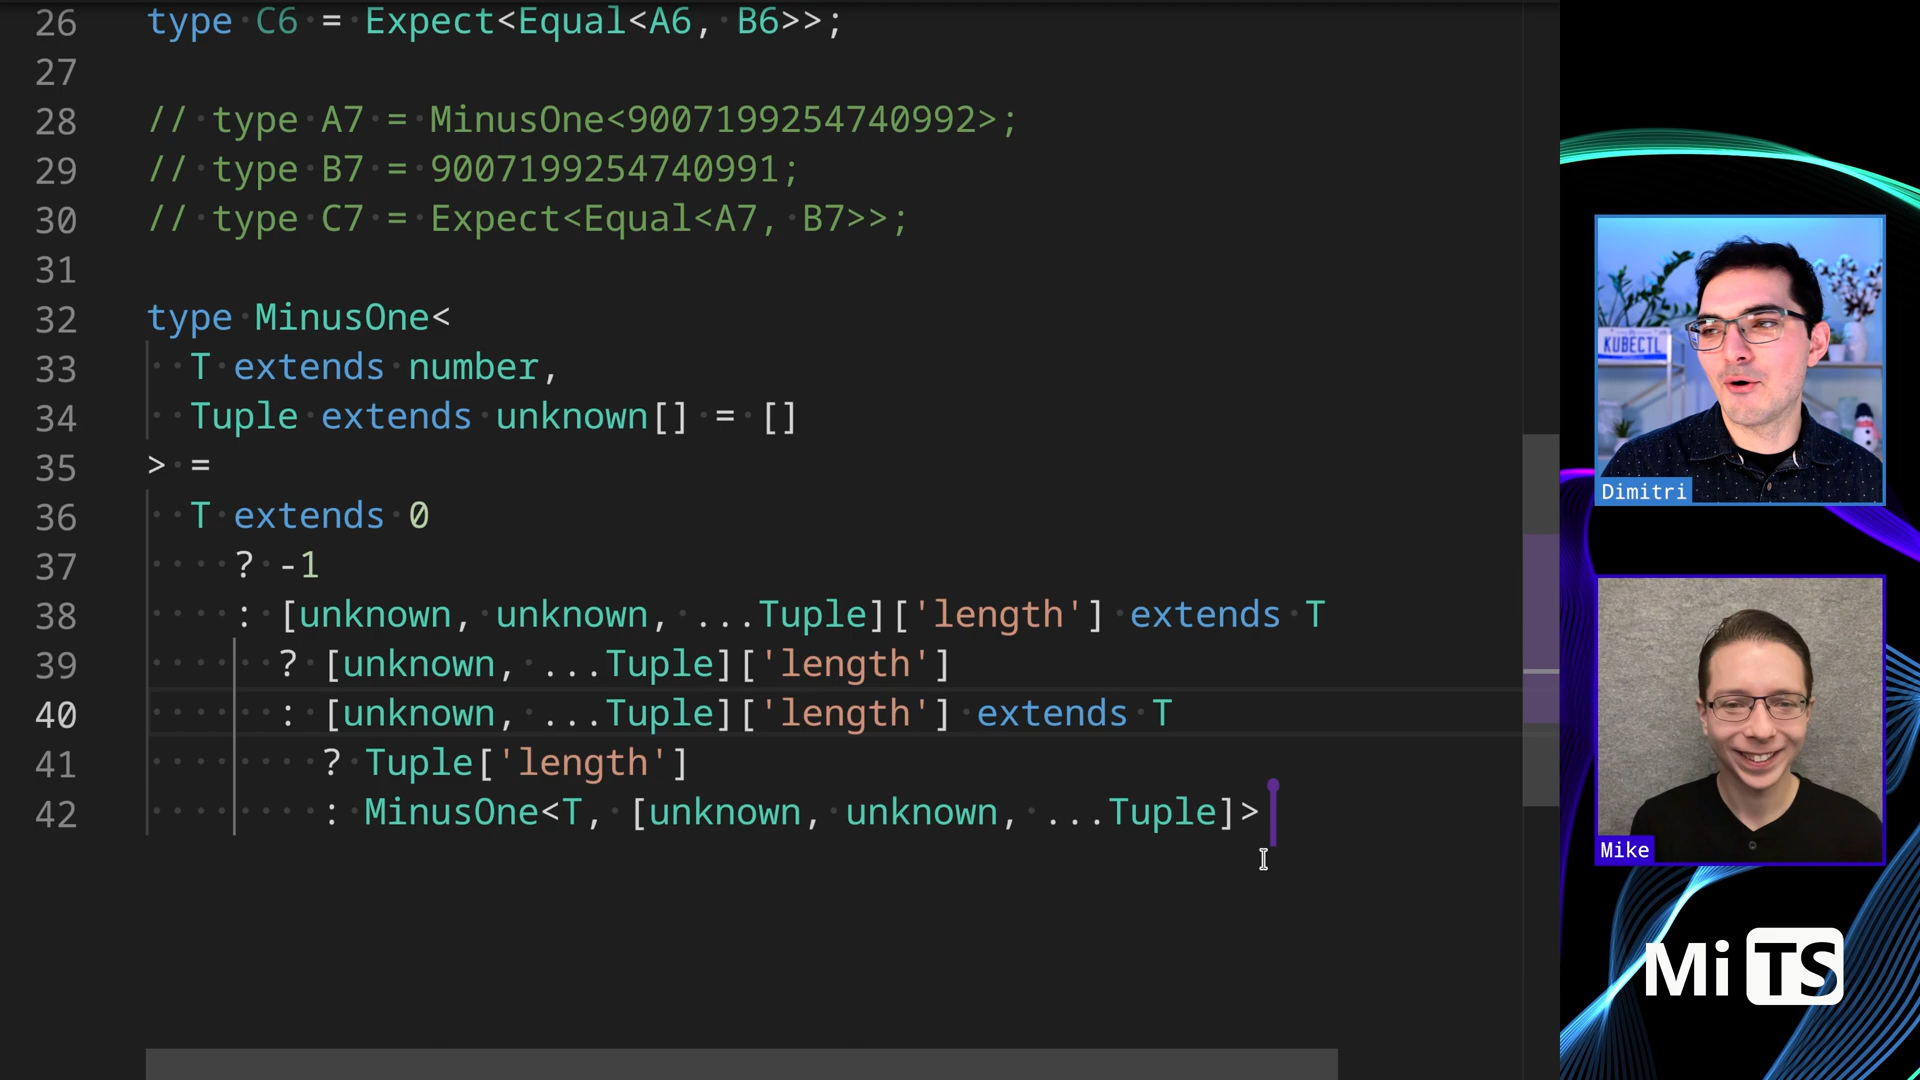 26 type C6 = Expect<Equal<A6, B6>>;
27
28 // type A7 = MinusOne<9007199254740992>;
29 // type B7 = 9007199254740991;
30 // type C7 = Expect<Equal<A7, B7>>;
31
32 type MinusOne<
33   T extends number,
34   Tuple extends unknown[] = []
35 > =
36   T extends 0
37     ? -1
38     : [unknown, unknown, ...Tuple]['length'] extends T
39       ? [unknown, ...Tuple]['length']
40       : [unknown, ...Tuple]['length'] extends T
41         ? Tuple['length']
42         : MinusOne<T, [unknown, unknown, ...Tuple]>
KUBECTL
Dimitri
Mike
Mi TS